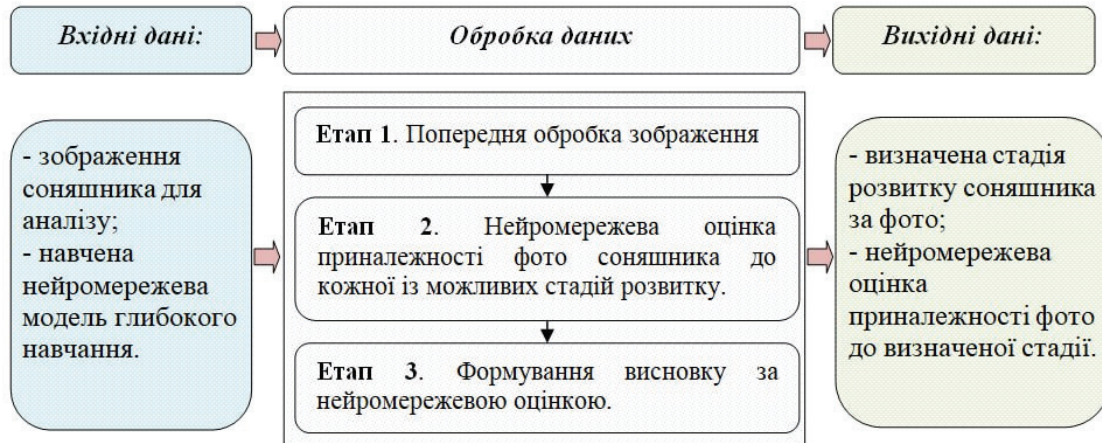 Вхідні дані:
Обробка даних
Вихідні дані:
- зображення
соняшника для
аналізу;
- навчена
нейромережева
модель глибокого
навчання.
Етап 1. Попередня обробка зображення
Етап 2. Нейромережева оцінка
приналежності фото соняшника до
кожної із можливих стадій розвитку.
Етап 3. Формування висновку за
нейромережевою оцінкою.
- визначена стадія
розвитку соняшника
за фото;
- нейромережева
оцінка
приналежності фото
до визначеної стадії.